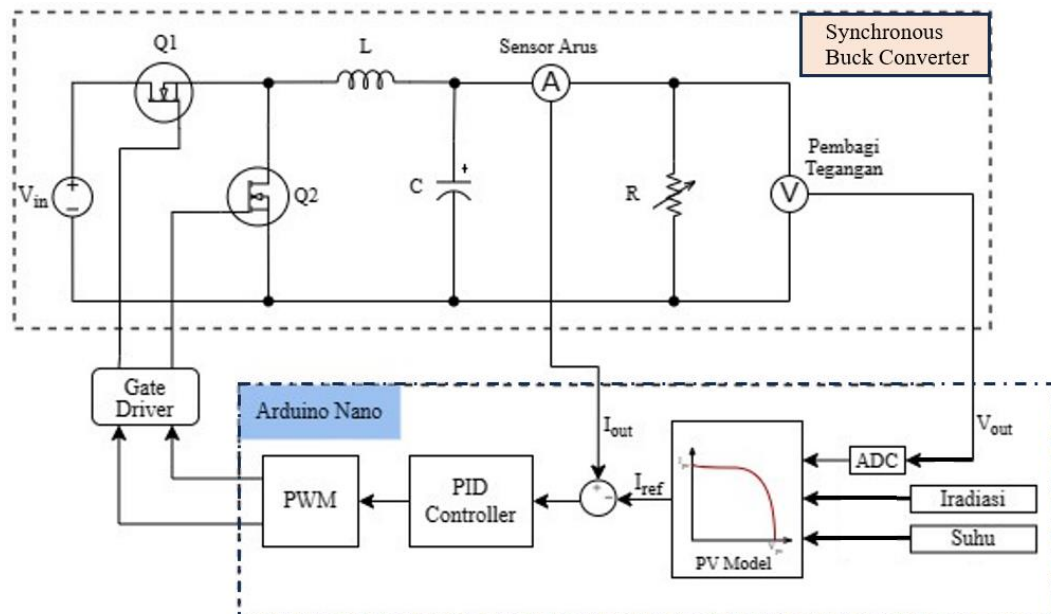 Synchronous
Buck Converter
Q1
L
Sensor Arus
A
Pembagi
Tegangan
V
Vin
+
−
Q2
C
+
R
Gate
Driver
Arduino Nano
Iout
Vout
ADC
Iref
PWM
PID
Controller
+
−
PV Model
Iradiasi
Suhu